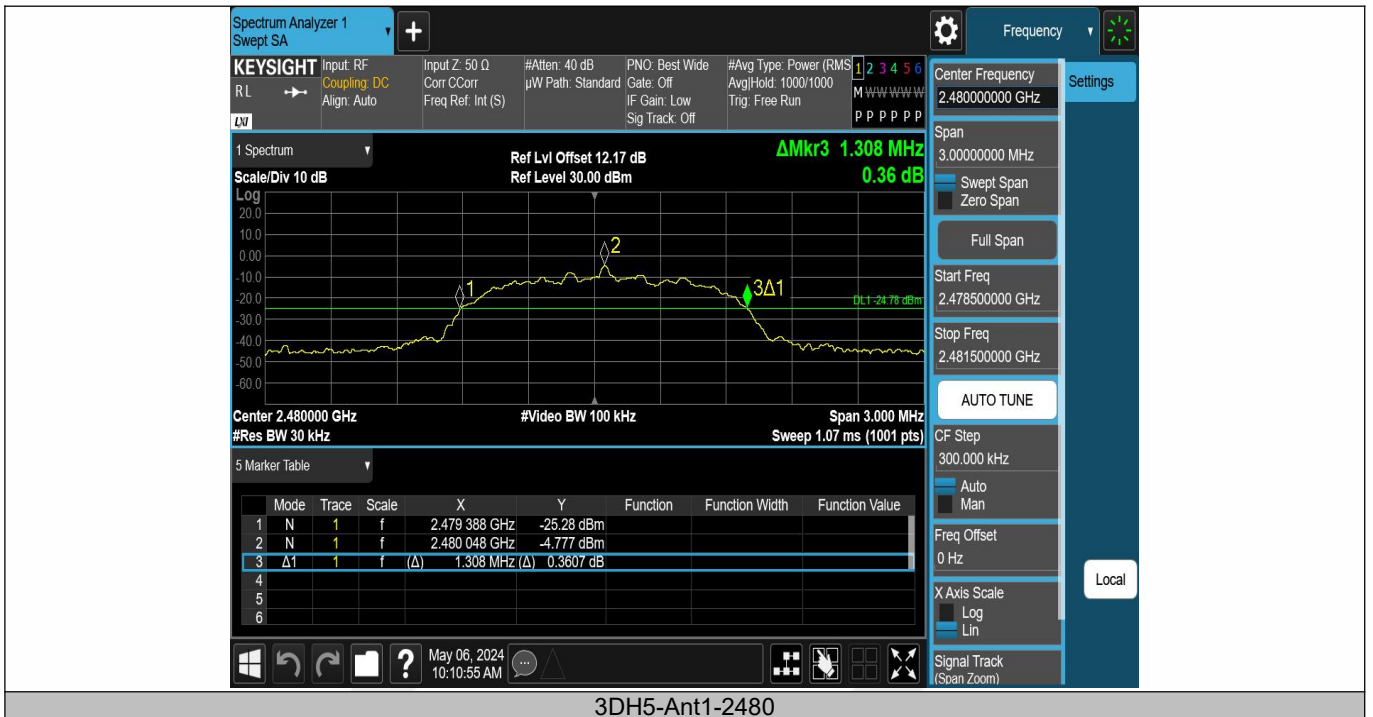 Spectrum Analyzer 1
Swept SA
+
Frequency
KEYSIGHT
RL
LXI
Input: RF
Coupling: DC
Align: Auto
Input Z: 50 Ω
Corr CCorr
Freq Ref: Int (S)
#Atten: 40 dB
µW Path: Standard
PNO: Best Wide
Gate: Off
IF Gain: Low
Sig Track: Off
#Avg Type: Power (RMS
Avg|Hold: 1000/1000
Trig: Free Run
1 2 3 4 5 6
M W W W W W
P P P P P P
1 Spectrum
Scale/Div 10 dB
Ref Lvl Offset 12.17 dB
Ref Level 30.00 dBm
ΔMkr3 1.308 MHz
0.36 dB
Log
20.0
10.0
0.00
-10.0
-20.0
-30.0
-40.0
-50.0
-60.0
1
2
3Δ1
DL1 -24.78 dBm
Center 2.480000 GHz
#Video BW 100 kHz
Span 3.000 MHz
#Res BW 30 kHz
Sweep 1.07 ms (1001 pts)
5 Marker Table
Mode Trace Scale X Y Function Function Width Function Value
1 N 1 f 2.479 388 GHz -25.28 dBm
2 N 1 f 2.480 048 GHz -4.777 dBm
3 Δ1 1 f (Δ) 1.308 MHz (Δ) 0.3607 dB
4
5
6
?
May 06, 2024
10:10:55 AM
Center Frequency
2.480000000 GHz
Settings
Span
3.00000000 MHz
Swept Span
Zero Span
Full Span
Start Freq
2.478500000 GHz
Stop Freq
2.481500000 GHz
AUTO TUNE
CF Step
300.000 kHz
Auto
Man
Freq Offset
0 Hz
X Axis Scale
Log
Lin
Local
Signal Track
(Span Zoom)
3DH5-Ant1-2480